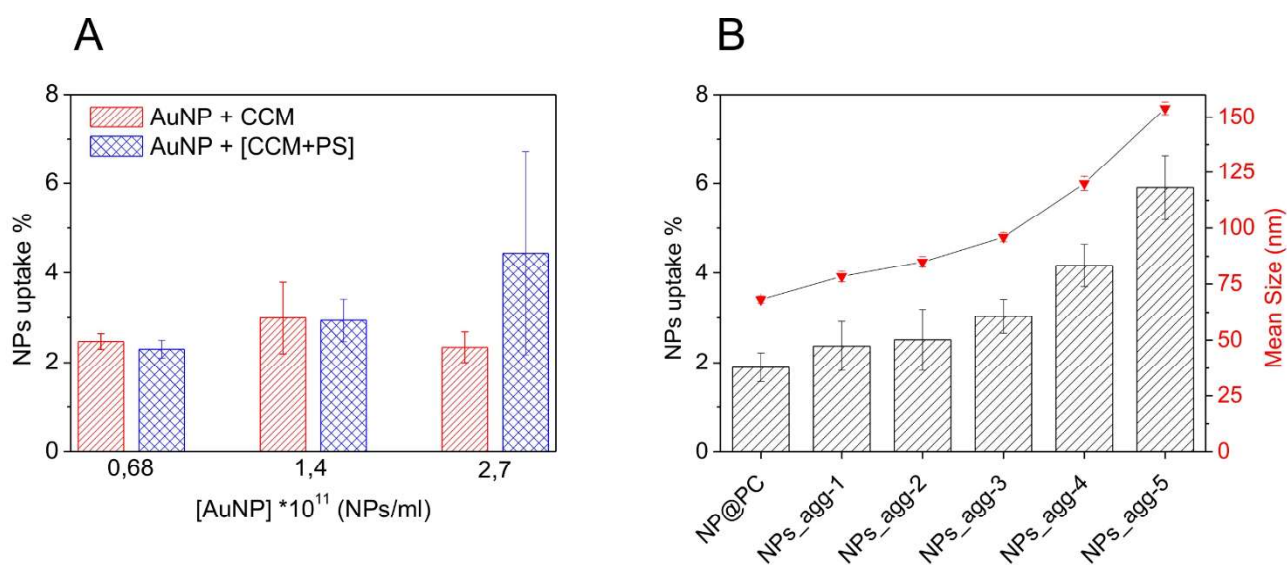 A
NPs uptake %
8
6
4
2
0
AuNP + CCM
AuNP + [CCM+PS]
0,68
1,4
2,7
[AuNP] *10¹¹ (NPs/ml)
B
NPs uptake %
8
6
4
2
0
150
125
100
75
50
25
0
Mean Size (nm)
NP@PC
NPs_agg-1
NPs_agg-2
NPs_agg-3
NPs_agg-4
NPs_agg-5